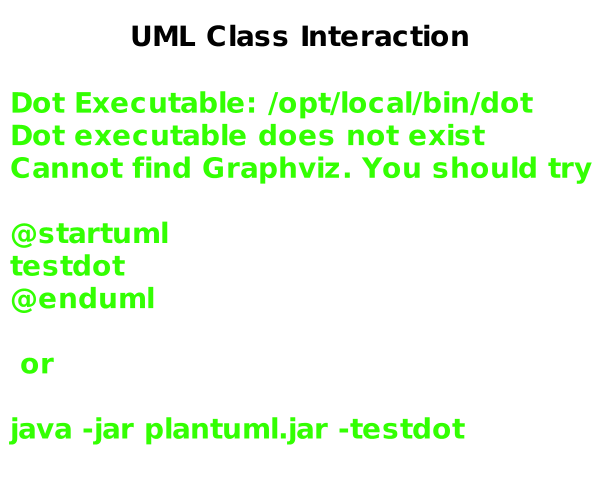 UML Class Interaction
Dot Executable: /opt/local/bin/dot
Dot executable does not exist
Cannot find Graphviz. You should try
@startuml
testdot
@enduml
or
java -jar plantuml.jar -testdot